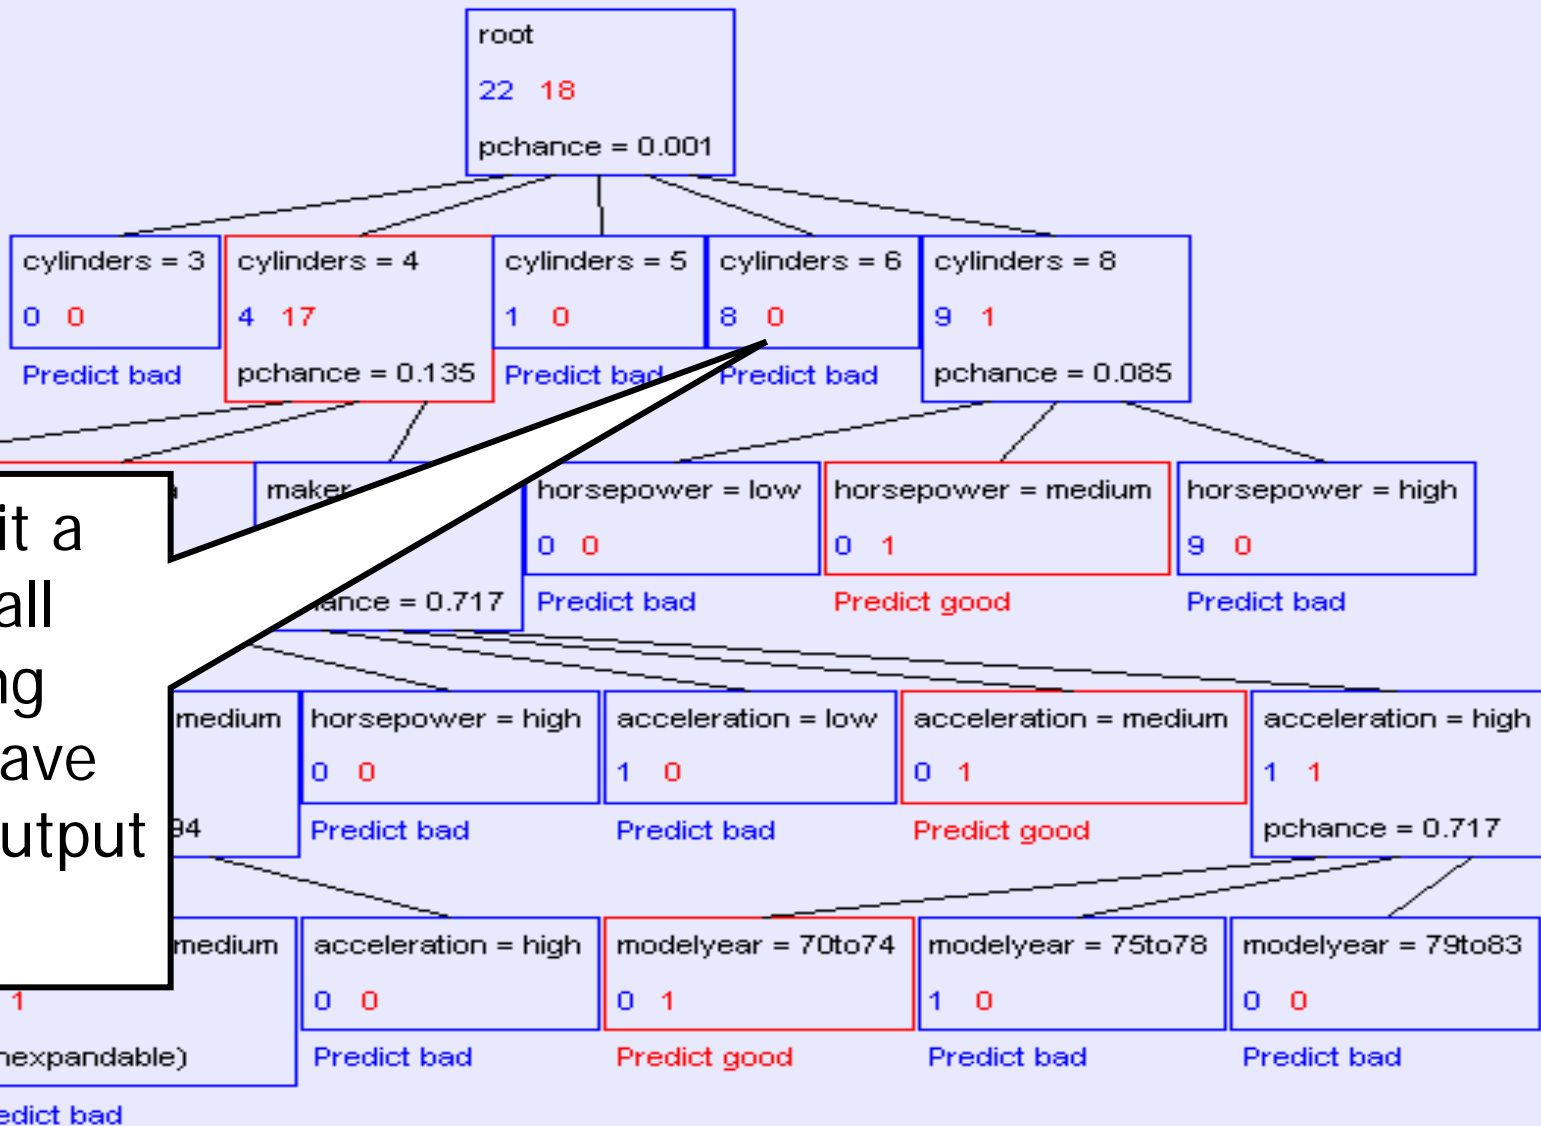 root
22 18
pchance = 0.001
cylinders = 3
0 0
Predict bad
cylinders = 4
4 17
pchance = 0.135
cylinders = 5
1 0
Predict bad
cylinders = 6
8 0
Predict bad
cylinders = 8
9 1
pchance = 0.085
maker
= 0.717
horsepower = low
0 0
Predict bad
horsepower = medium
0 1
Predict good
horsepower = high
9 0
Predict bad
it a
all
ng
ave
utput
medium
94
horsepower = high
0 0
Predict bad
acceleration = low
1 0
Predict bad
acceleration = medium
0 1
Predict good
acceleration = high
1 1
pchance = 0.717
medium
1
nexpandable)
edict bad
acceleration = high
0 0
Predict bad
modelyear = 70to74
0 1
Predict good
modelyear = 75to78
1 0
Predict bad
modelyear = 79to83
0 0
Predict bad